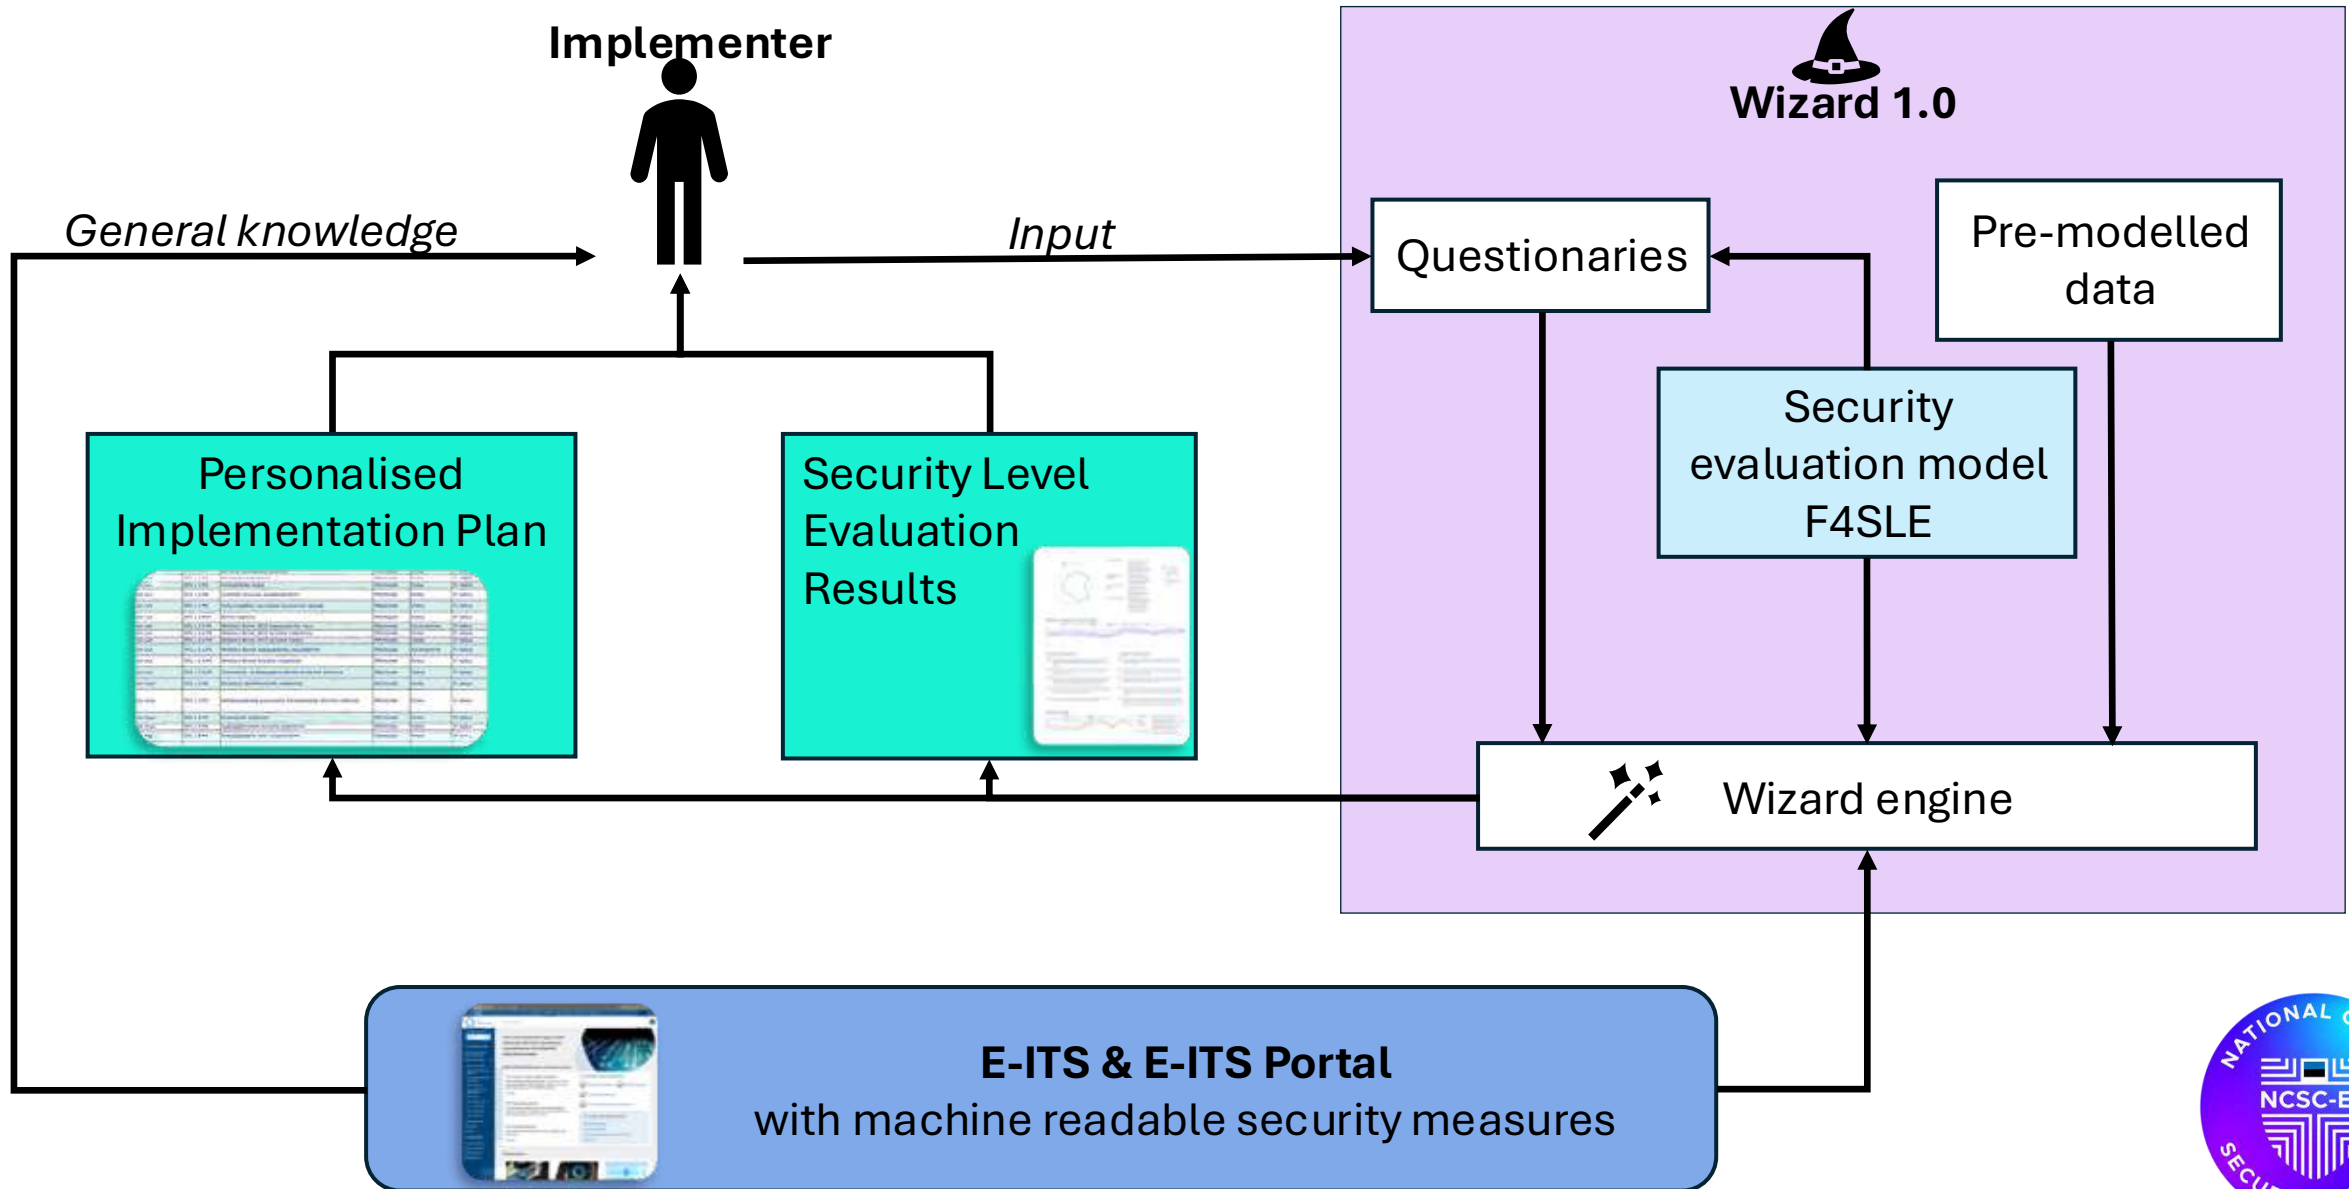 Implementer
Wizard 1.0
General knowledge
Input
Questionaries
Pre-modelled
data
Security
evaluation model
F4SLE
Personalised
Implementation Plan
Security Level
Evaluation
Results
Wizard engine
E-ITS & E-ITS Portal
with machine readable security measures
NATIONAL
NCSC-E
SECU